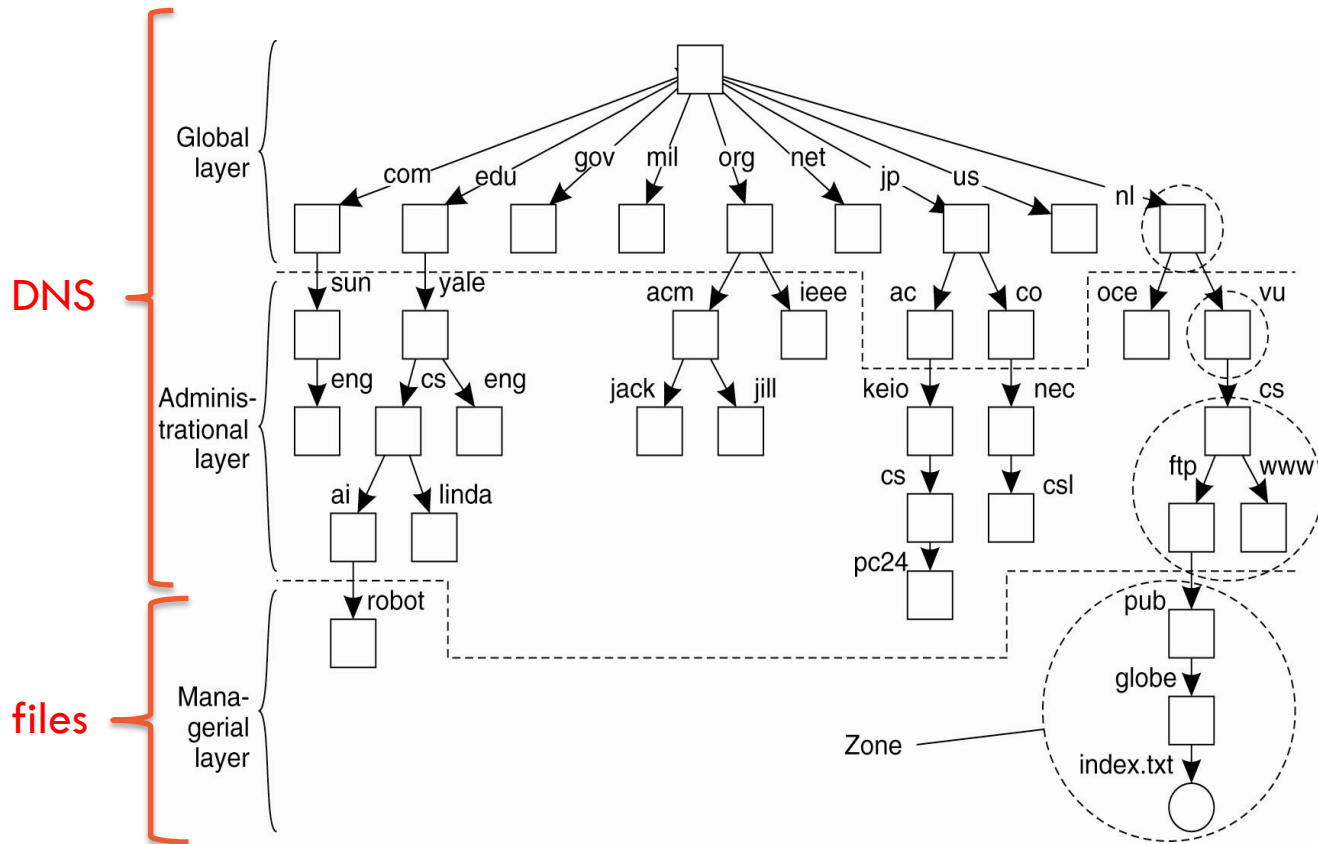 DNS
files
Global
layer
Adminis-
trational
layer
Mana-
gerial
layer
com
edu
gov
mil
org
net
jp
us
nl
sun
yale
acm
ieee
ac
co
oce
vu
eng
cs
eng
jack
jill
keio
nec
cs
ai
linda
cs
csl
ftp
www
pc24
robot
pub
globe
Zone
index.txt